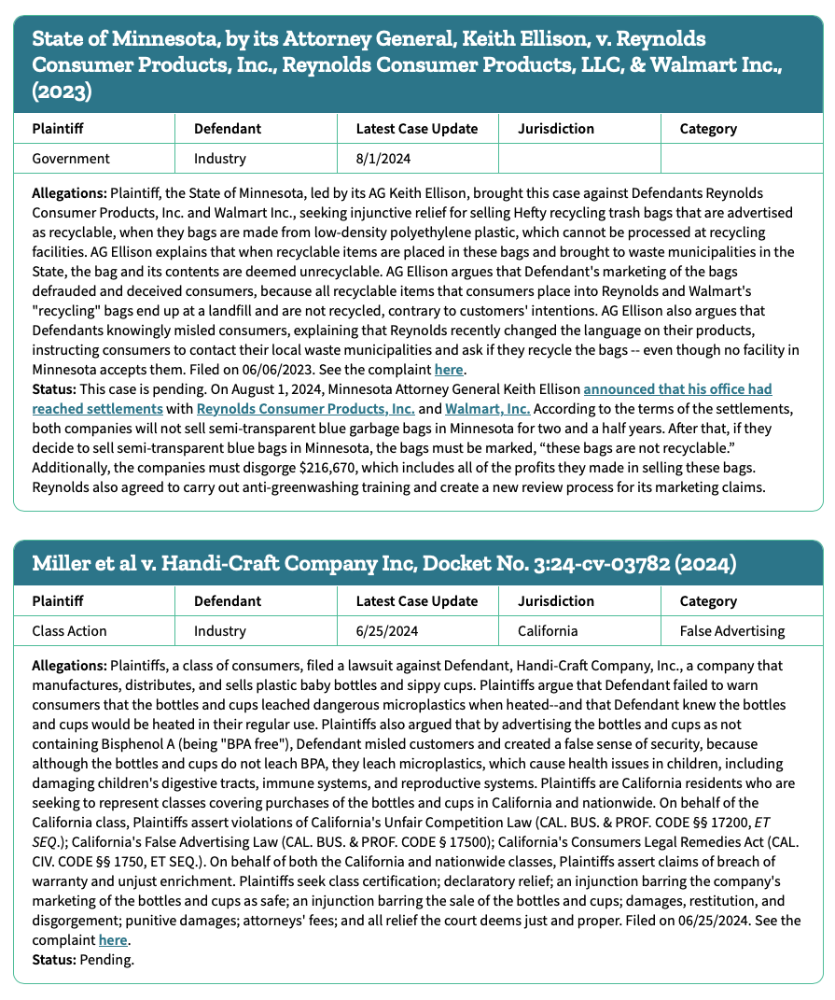 State of Minnesota, by its Attorney General, Keith Ellison, v. Reynolds
Consumer Products, Inc., Reynolds Consumer Products, LLC, & Walmart Inc.,
(2023)
Plaintiff Defendant Latest Case Update Jurisdiction Category
Government Industry 8/1/2024
Allegations: Plaintiff, the State of Minnesota, led by its AG Keith Ellison, brought this case against Defendants Reynolds
Consumer Products, Inc. and Walmart Inc., seeking injunctive relief for selling Hefty recycling trash bags that are advertised
as recyclable, when they bags are made from low-density polyethylene plastic, which cannot be processed at recycling
facilities. AG Ellison explains that when recyclable items are placed in these bags and brought to waste municipalities in the
State, the bag and its contents are deemed unrecyclable. AG Ellison argues that Defendant's marketing of the bags
defrauded and deceived consumers, because all recyclable items that consumers place into Reynolds and Walmart's
"recycling" bags end up at a landfill and are not recycled, contrary to customers' intentions. AG Ellison also argues that
Defendants knowingly misled consumers, explaining that Reynolds recently changed the language on their products,
instructing consumers to contact their local waste municipalities and ask if they recycle the bags -- even though no facility in
Minnesota accepts them. Filed on 06/06/2023. See the complaint here.
Status: This case is pending. On August 1, 2024, Minnesota Attorney General Keith Ellison announced that his office had
reached settlements with Reynolds Consumer Products, Inc. and Walmart, Inc. According to the terms of the settlements,
both companies will not sell semi-transparent blue garbage bags in Minnesota for two and a half years. After that, if they
decide to sell semi-transparent blue bags in Minnesota, the bags must be marked, “these bags are not recyclable.”
Additionally, the companies must disgorge $216,670, which includes all of the profits they made in selling these bags.
Reynolds also agreed to carry out anti-greenwashing training and create a new review process for its marketing claims.
Miller et al v. Handi-Craft Company Inc, Docket No. 3:24-cv-03782 (2024)
Plaintiff Defendant Latest Case Update Jurisdiction Category
Class Action Industry 6/25/2024 California False Advertising
Allegations: Plaintiffs, a class of consumers, filed a lawsuit against Defendant, Handi-Craft Company, Inc., a company that
manufactures, distributes, and sells plastic baby bottles and sippy cups. Plaintiffs argue that Defendant failed to warn
consumers that the bottles and cups leached dangerous microplastics when heated--and that Defendant knew the bottles
and cups would be heated in their regular use. Plaintiffs also argued that by advertising the bottles and cups as not
containing Bisphenol A (being "BPA free"), Defendant misled customers and created a false sense of security, because
although the bottles and cups do not leach BPA, they leach microplastics, which cause health issues in children, including
damaging children's digestive tracts, immune systems, and reproductive systems. Plaintiffs are California residents who are
seeking to represent classes covering purchases of the bottles and cups in California and nationwide. On behalf of the
California class, Plaintiffs assert violations of California's Unfair Competition Law (CAL. BUS. & PROF. CODE §§ 17200, ET
SEQ.); California's False Advertising Law (CAL. BUS. & PROF. CODE § 17500); California's Consumers Legal Remedies Act (CAL.
CIV. CODE §§ 1750, ET SEQ.). On behalf of both the California and nationwide classes, Plaintiffs assert claims of breach of
warranty and unjust enrichment. Plaintiffs seek class certification; declaratory relief; an injunction barring the company's
marketing of the bottles and cups as safe; an injunction barring the sale of the bottles and cups; damages, restitution, and
disgorgement; punitive damages; attorneys' fees; and all relief the court deems just and proper. Filed on 06/25/2024. See the
complaint here.
Status: Pending.